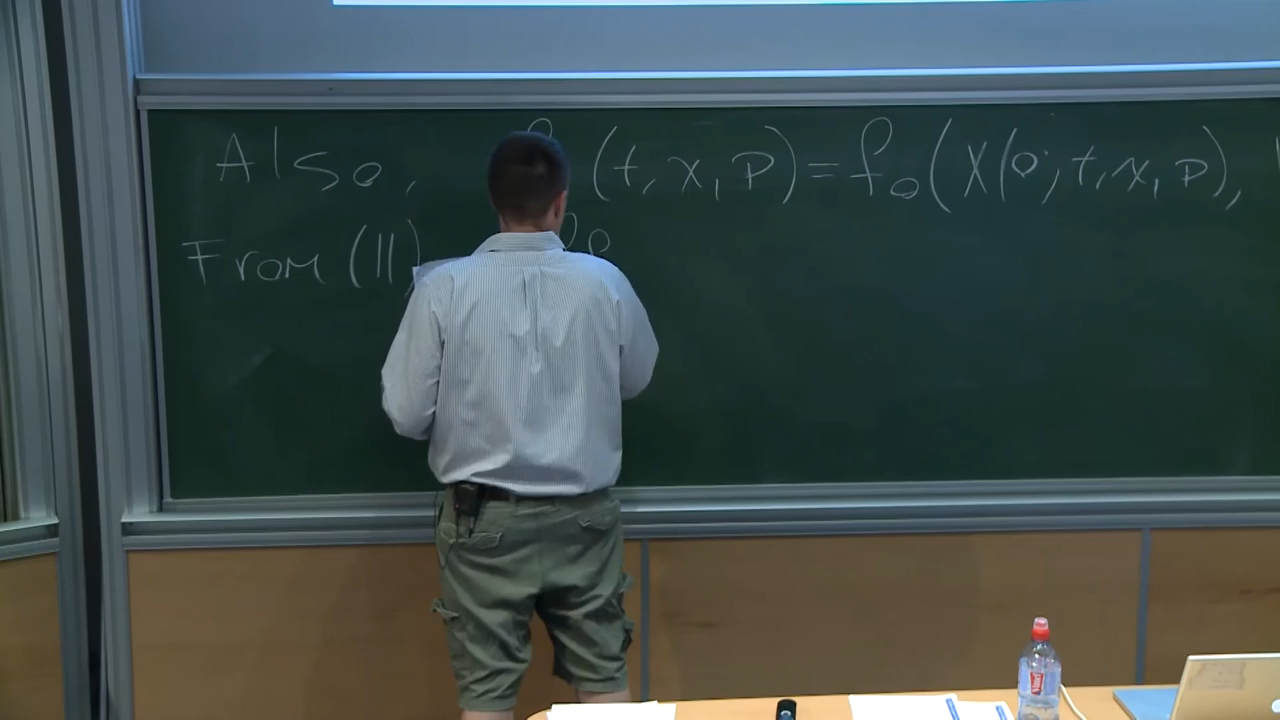 Also, f (t, x, p) = f₀ (X(0; t, x, p),
From (11)